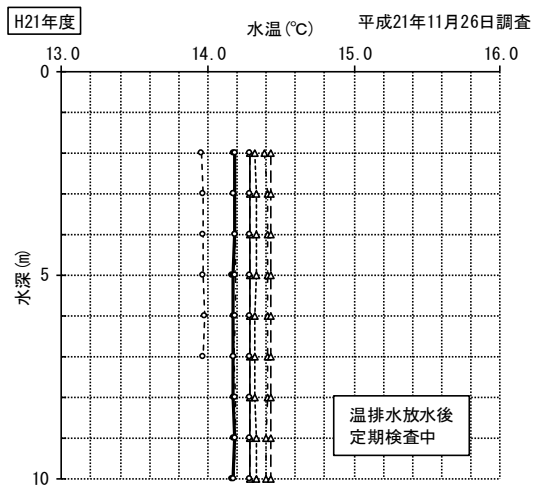 H21年度
水温(℃)
平成21年11月26日調査
13.0 14.0 15.0 16.0
0
5
10
水深(m)
温排水放水後
定期検査中